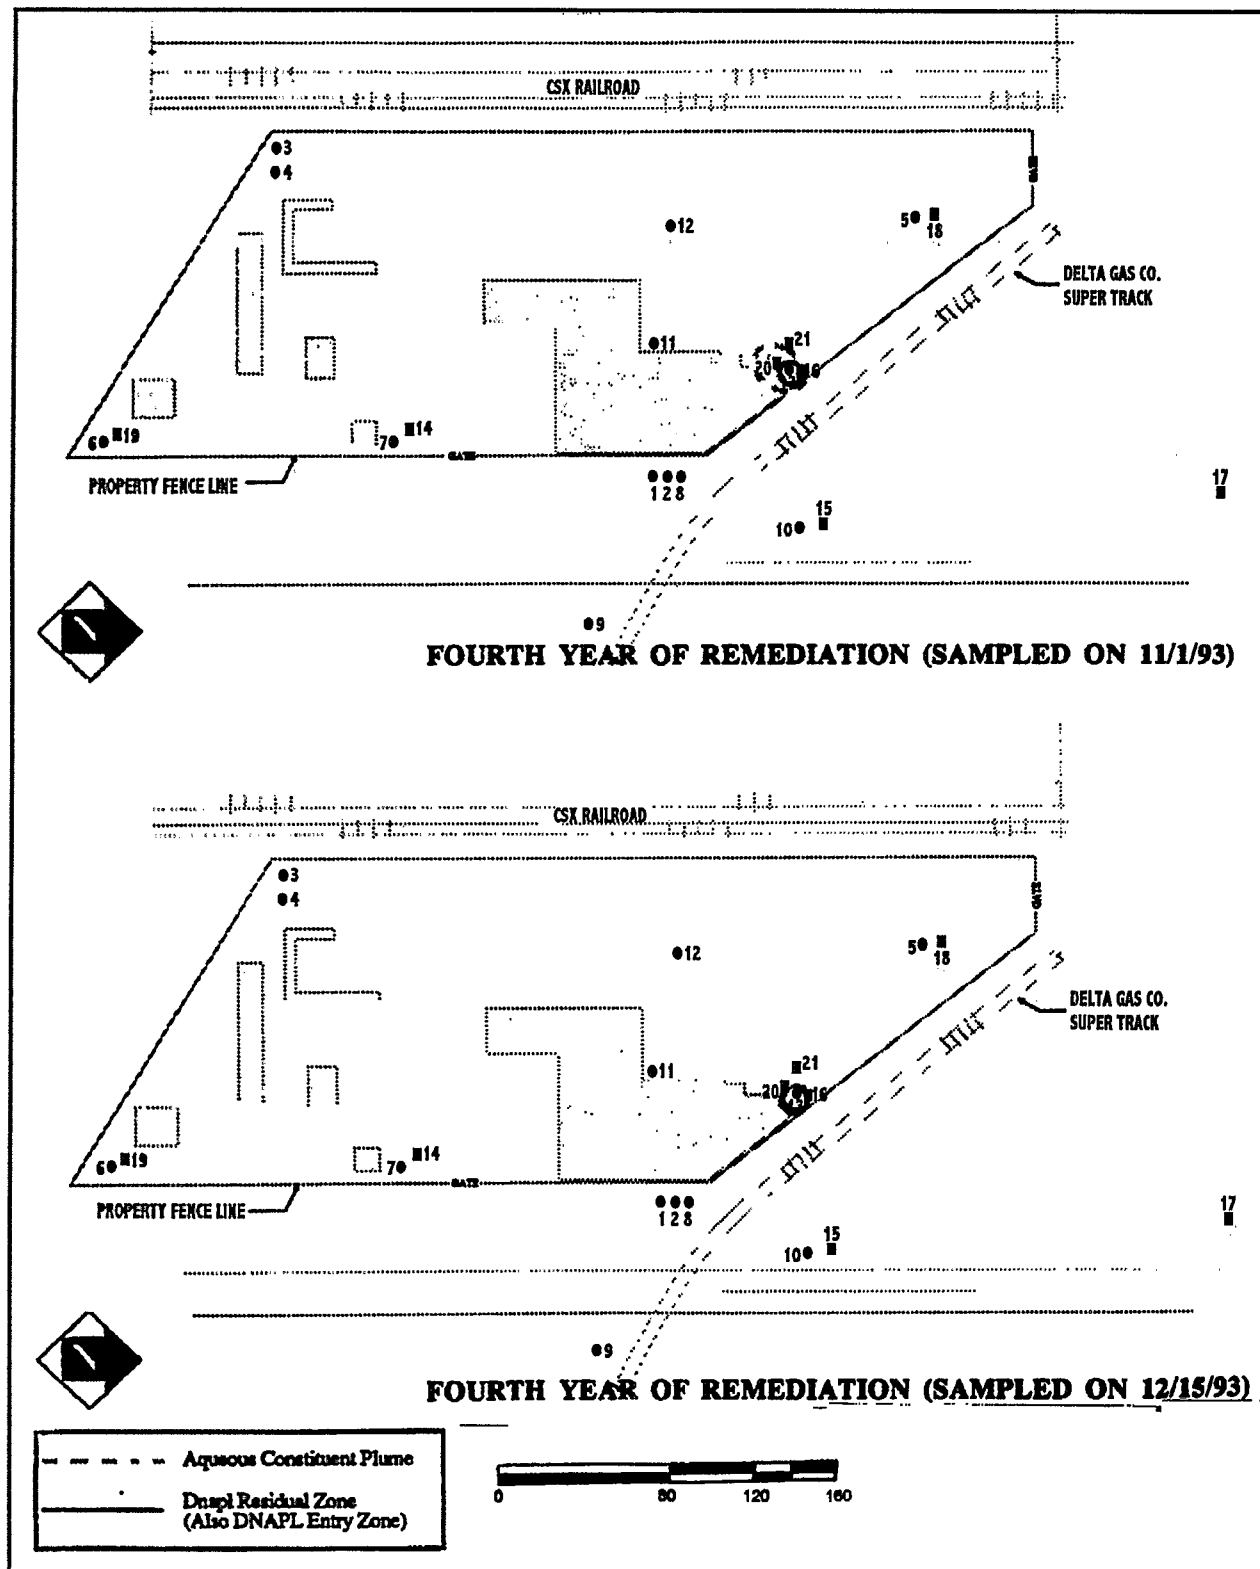 CSX RAILROAD
3
4
12
5
18
DELTA GAS CO.
SUPER TRACK
21
11
20
16
19
6
14
7
GATE
PROPERTY FENCE LINE
1 2 8
17
15
10
9
FOURTH YEAR OF REMEDIATION (SAMPLED ON 11/1/93)
CSX RAILROAD
3
4
GATE
12
5
18
DELTA GAS CO.
SUPER TRACK
21
11
20
16
19
6
14
7
GATE
PROPERTY FENCE LINE
1 2 8
17
15
10
9
FOURTH YEAR OF REMEDIATION (SAMPLED ON 12/15/93)
Aqueous Constituent Plume
Dnapl Residual Zone
(Also DNAPL Entry Zone)
0 80 120 160